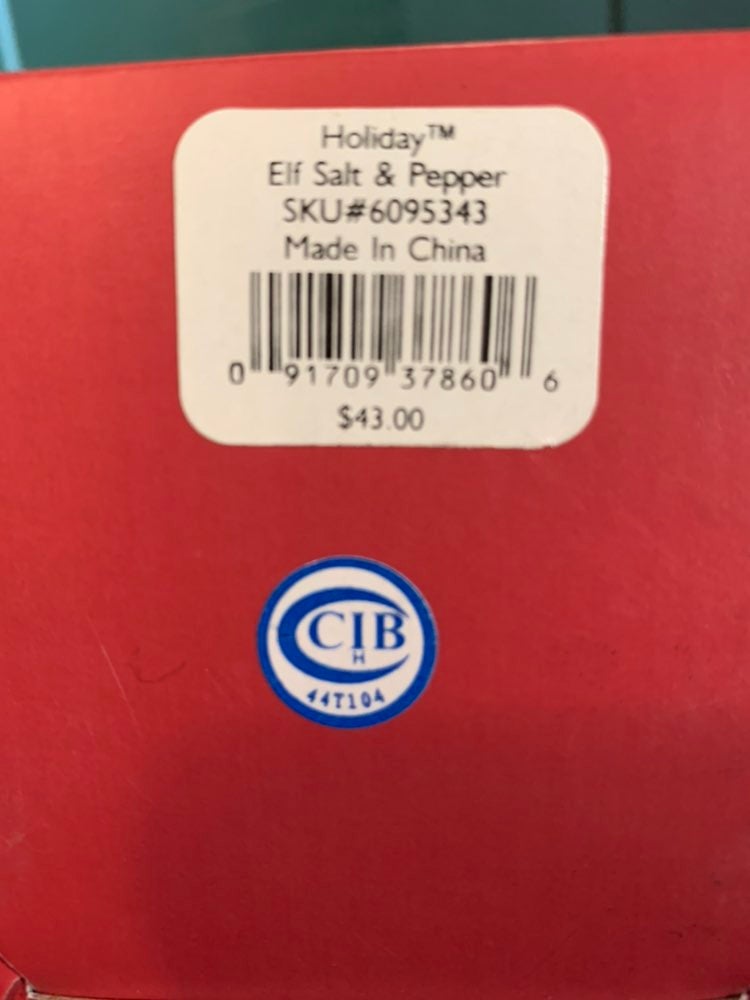 Holiday™
Elf Salt & Pepper
SKU#6095343
Made In China
0 91709 37860 6
$43.00
CIB
H
44T104